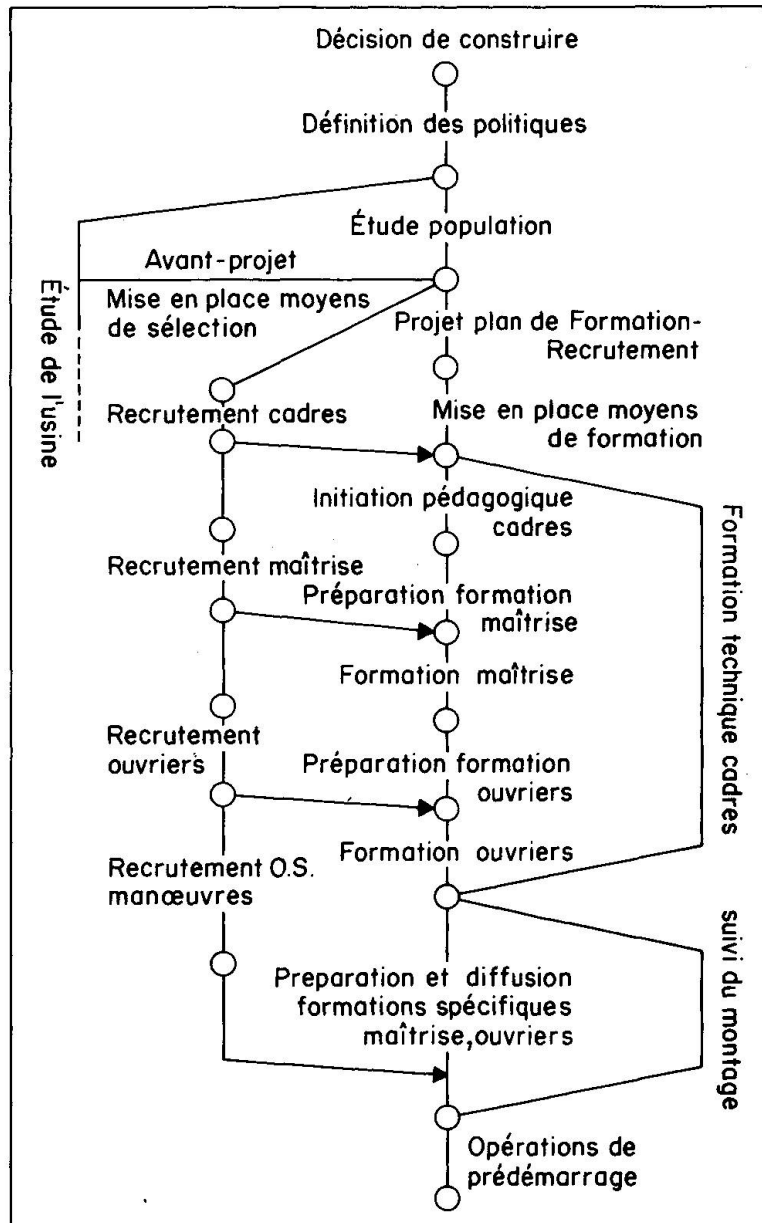 Décision de construire
Définition des politiques
Étude population
Avant-projet
Mise en place moyens
de sélection
Étude de l'usine
Projet plan de Formation-
Recrutement
Recrutement cadres
Mise en place moyens
de formation
Initiation pédagogique
cadres
Recrutement maîtrise
Préparation formation
maîtrise
Formation technique cadres
Formation maîtrise
Recrutement
ouvriers
Préparation formation
ouvriers
Formation ouvriers
Recrutement O.S.
manœuvres
suivi du montage
Preparation et diffusion
formations spécifiques
maîtrise, ouvriers
Opérations de
prédémarrage